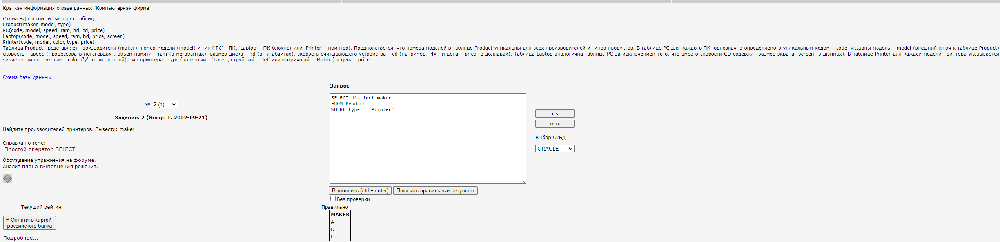 Краткая информация о базе данных "Компьютерная фирма"
Схема БД состоит из четырех таблиц:
Product(maker, model, type)
PC(code, model, speed, ram, hd, cd, price)
Laptop(code, model, speed, ram, hd, price, screen)
Printer(code, model, color, type, price)
Таблица Product представляет производителя (maker), номер модели (model) и тип ('PC' - ПК, 'Laptop' - ПК-блокнот или 'Printer' - принтер). Предполагается, что номера моделей в таблице Product уникальны для всех производителей и типов продуктов. В таблице PC для каждого ПК, однозначно определяемого уникальным кодом – code, указаны модель – model (внешний ключ к таблице Product),
скорость - speed (процессора в мегагерцах), объем памяти - ram (в мегабайтах), размер диска - hd (в гигабайтах), скорость считывающего устройства - cd (например, '4x') и цена - price (в долларах). Таблица Laptop аналогична таблице РС за исключением того, что вместо скорости CD содержит размер экрана -screen (в дюймах). В таблице Printer для каждой модели принтера указывается,
является ли он цветным - color ('y', если цветной), тип принтера - type (лазерный – 'Laser', струйный – 'Jet' или матричный – 'Matrix') и цена - price.
Схема базы данных
Запрос
SELECT distinct maker
FROM Product
WHERE type = 'Printer'
№ 2 (1)
Задание: 2 (Serge I: 2002-09-21)
Найдите производителей принтеров. Вывести: maker
Справка по теме:
Простой оператор SELECT
Обсуждение упражнения на форуме.
Анализ плана выполнения решения.
i
cls
max
Выбор СУБД
ORACLE
Выполнить (ctrl + enter) Показать правильный результат
Без проверки
Текущий рейтинг
₽ Оплатить картой
российского банка
Подробнее...
Правильно
MAKER
A
D
E